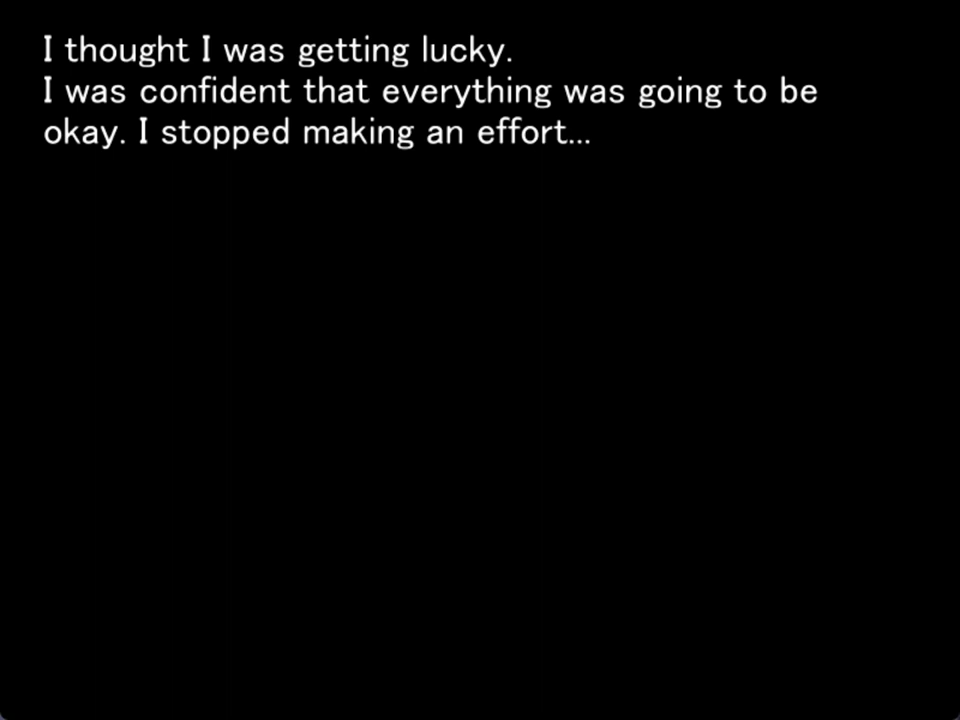 I thought I was getting lucky.
I was confident that everything was going to be
okay. I stopped making an effort...